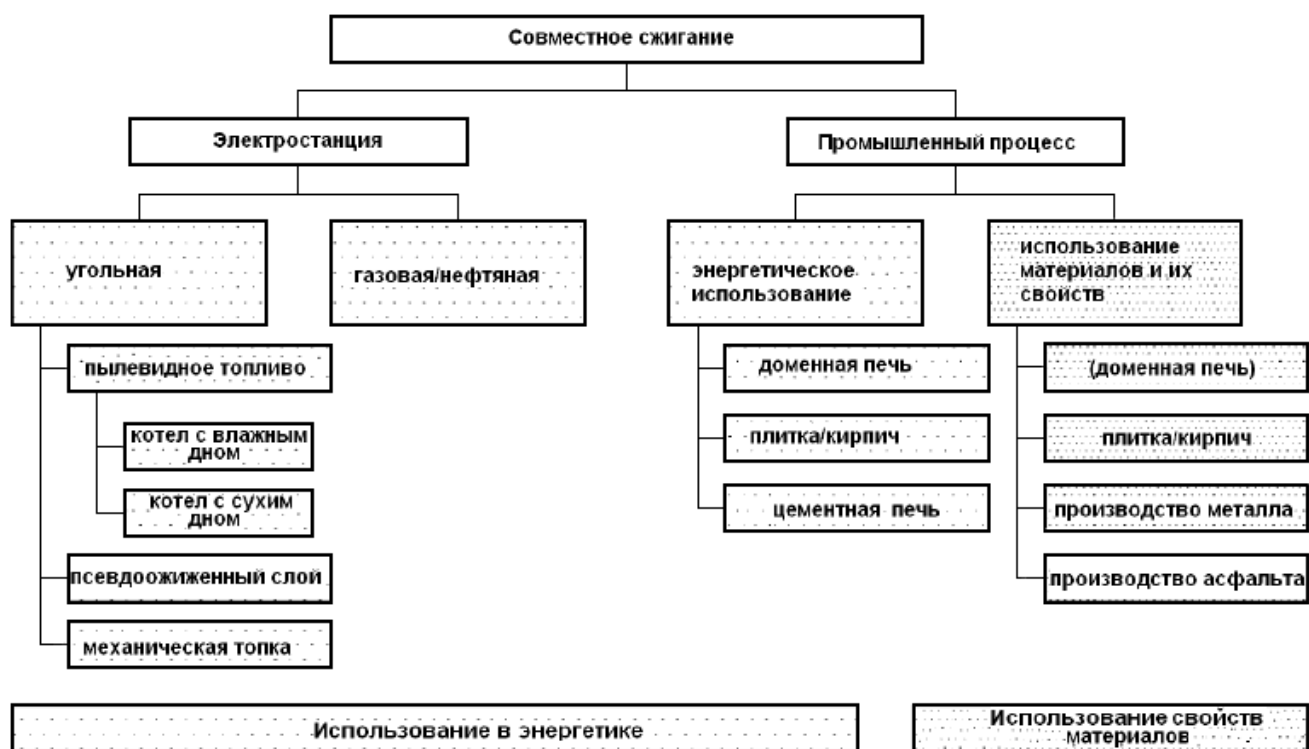 Совместное сжигание
Электростанция
Промышленный процесс
угольная
газовая/нефтяная
энергетическое
использование
использование
материалов и их
свойств
пылевидное топливо
котел с влажным
дном
котел с сухим
дном
псевдоожиженный слой
механическая топка
доменная печь
плитка/кирпич
цементная печь
(доменная печь)
плитка/кирпич
производство металла
производство асфальта
Использование в энергетике
Использование свойств
материалов